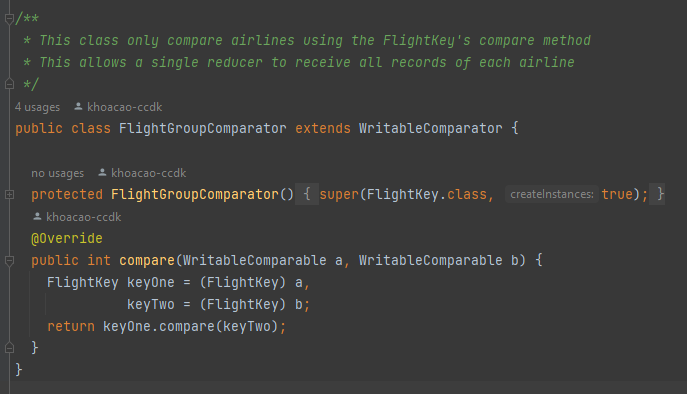 /**
 * This class only compare airlines using the FlightKey's compare method
 * This allows a single reducer to receive all records of each airline
 */
4 usages khoacao-ccdk
public class FlightGroupComparator extends WritableComparator {
no usages khoacao-ccdk
protected FlightGroupComparator() { super(FlightKey.class, createInstances: true); }
khoacao-ccdk
@Override
public int compare(WritableComparable a, WritableComparable b) {
FlightKey keyOne = (FlightKey) a,
keyTwo = (FlightKey) b;
return keyOne.compare(keyTwo);
}
}